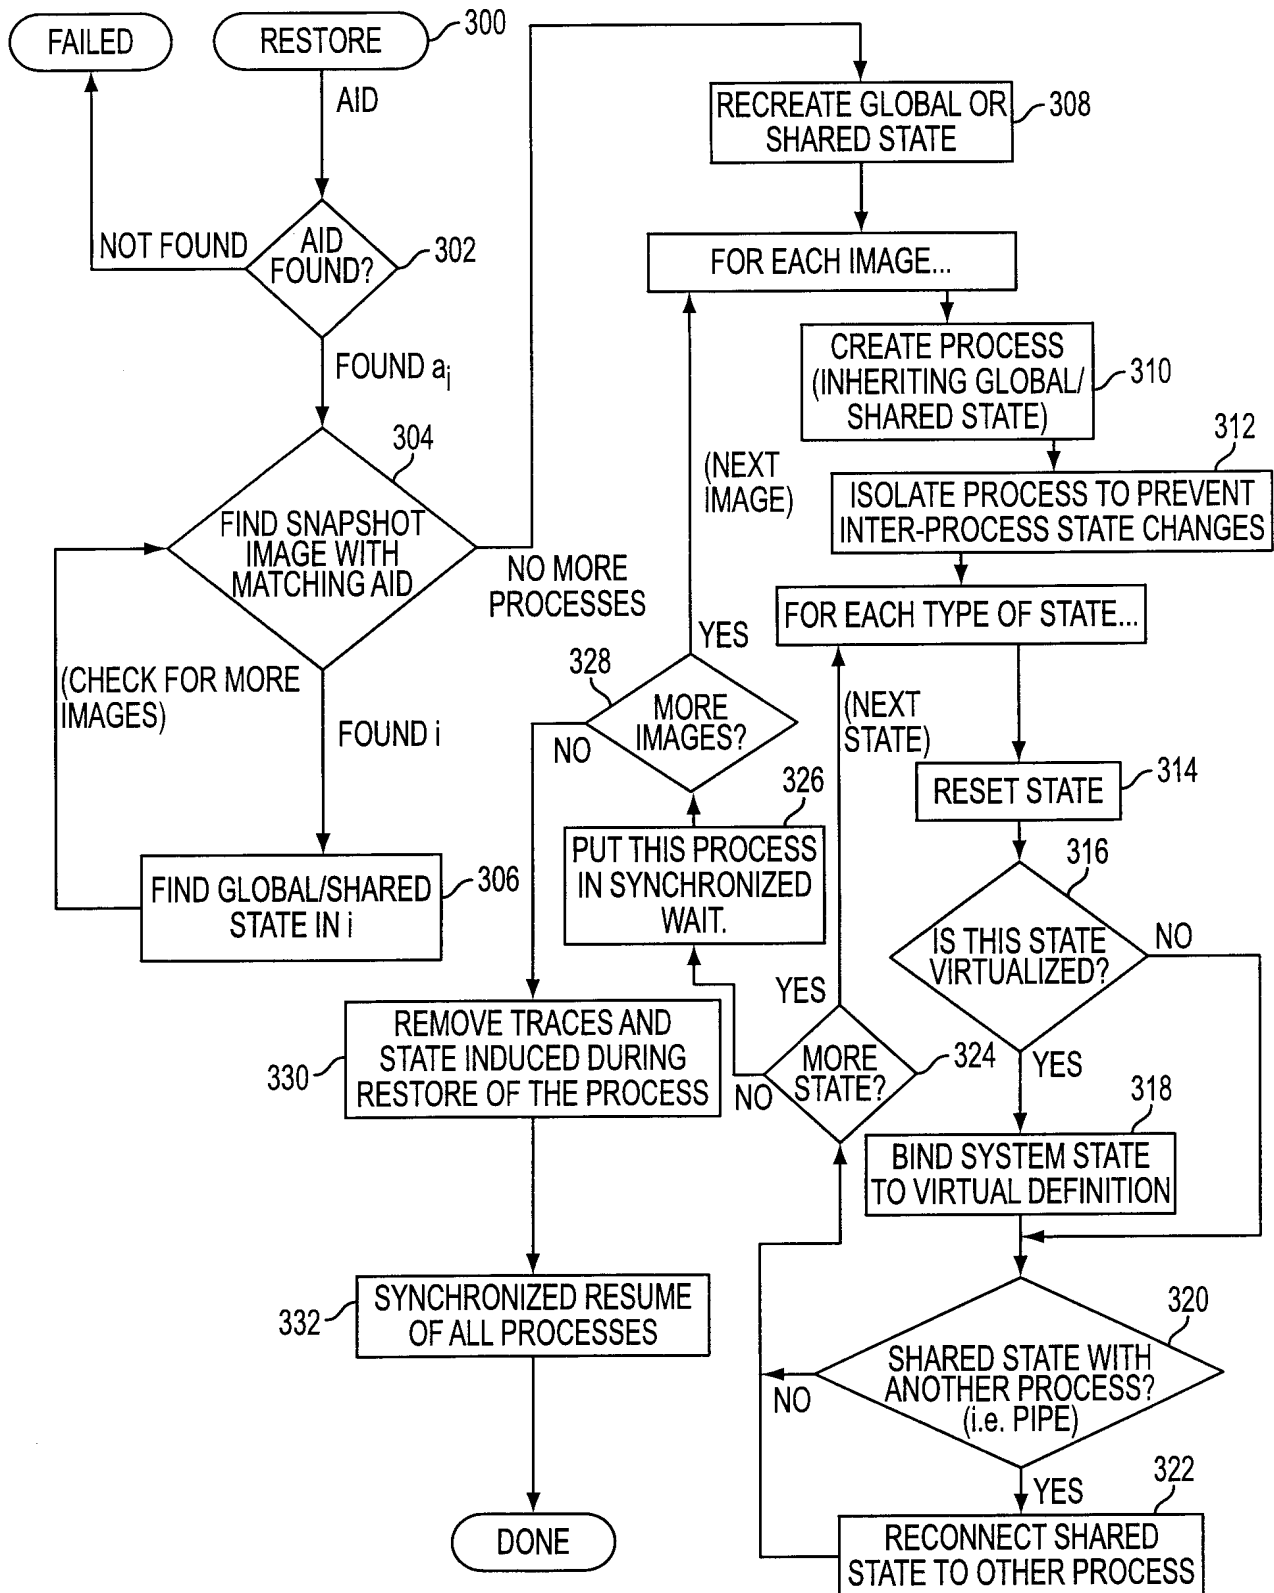 FAILED
RESTORE
300
AID
NOT FOUND
AID
FOUND?
302
FOUND ai
304
FIND SNAPSHOT
IMAGE WITH
MATCHING AID
NO MORE
PROCESSES
(CHECK FOR MORE
IMAGES)
FOUND i
FIND GLOBAL/SHARED
STATE IN i
306
RECREATE GLOBAL OR
SHARED STATE
308
FOR EACH IMAGE...
CREATE PROCESS
(INHERITING GLOBAL/
SHARED STATE)
310
312
ISOLATE PROCESS TO PREVENT
INTER-PROCESS STATE CHANGES
(NEXT
IMAGE)
FOR EACH TYPE OF STATE...
YES
328
MORE
IMAGES?
NO
(NEXT
STATE)
RESET STATE
314
326
PUT THIS PROCESS
IN SYNCHRONIZED
WAIT.
316
IS THIS STATE
VIRTUALIZED?
NO
YES
YES
MORE
STATE?
324
NO
REMOVE TRACES AND
STATE INDUCED DURING
RESTORE OF THE PROCESS
330
318
BIND SYSTEM STATE
TO VIRTUAL DEFINITION
SYNCHRONIZED RESUME
OF ALL PROCESSES
332
320
SHARED STATE WITH
ANOTHER PROCESS?
(i.e. PIPE)
NO
YES
322
RECONNECT SHARED
STATE TO OTHER PROCESS
DONE